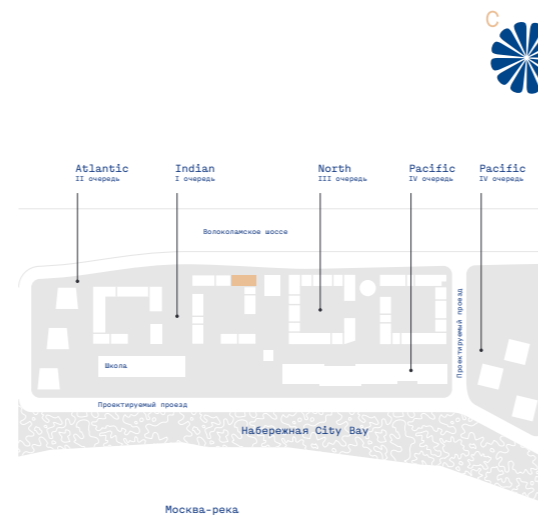 С
Atlantic
II очередь
Indian
I очередь
North
III очередь
Pacific
IV очередь
Pacific
IV очередь
Волоколамское шоссе
Проектируемый проезд
Школа
Проектируемый проезд
Набережная City Bay
Москва-река